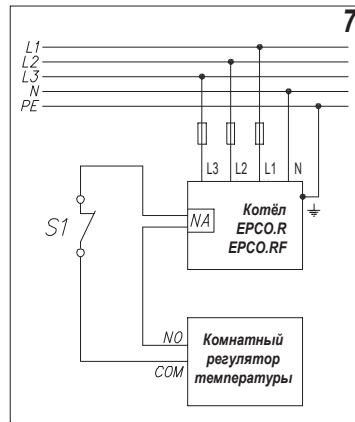 7
L1
L2
L3
N
PE
L3 L2 L1 N
NA
Котёл
EPCO.R
EPCO.RF
S1
NO
COM
Комнатный
регулятор
температуры